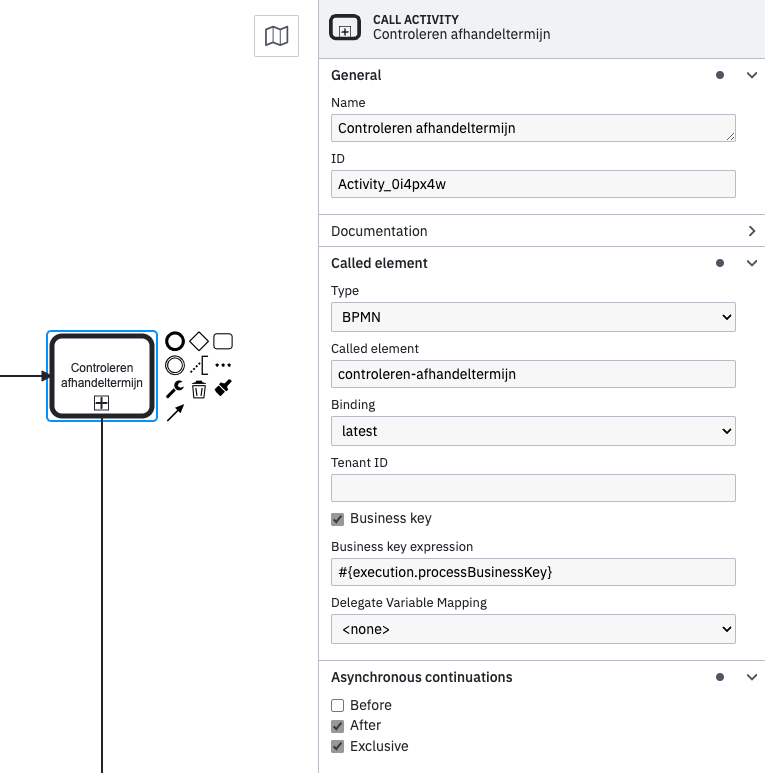 CALL ACTIVITY
Controleren afhandeltermijn
General
Name
Controleren afhandeltermijn
ID
Activity_0i4px4w
Documentation
Called element
Type
BPMN
Called element
controleren-afhandeltermijn
Binding
latest
Tenant ID
Business key
Business key expression
#{execution.processBusinessKey}
Delegate Variable Mapping
<none>
Asynchronous continuations
Before
After
Exclusive
Controleren
afhandeltermijn